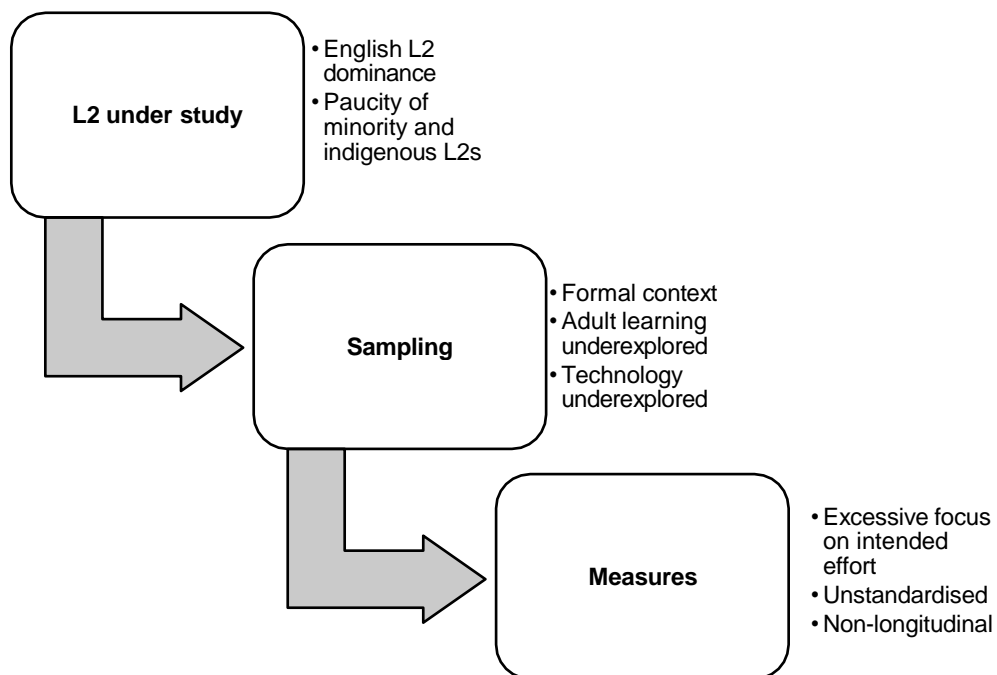 L2 under study
• English L2
dominance
• Paucity of
minority and
indigenous L2s
Sampling
• Formal context
• Adult learning
underexplored
• Technology
underexplored
Measures
• Excessive focus
on intended
effort
• Unstandardised
• Non-longitudinal